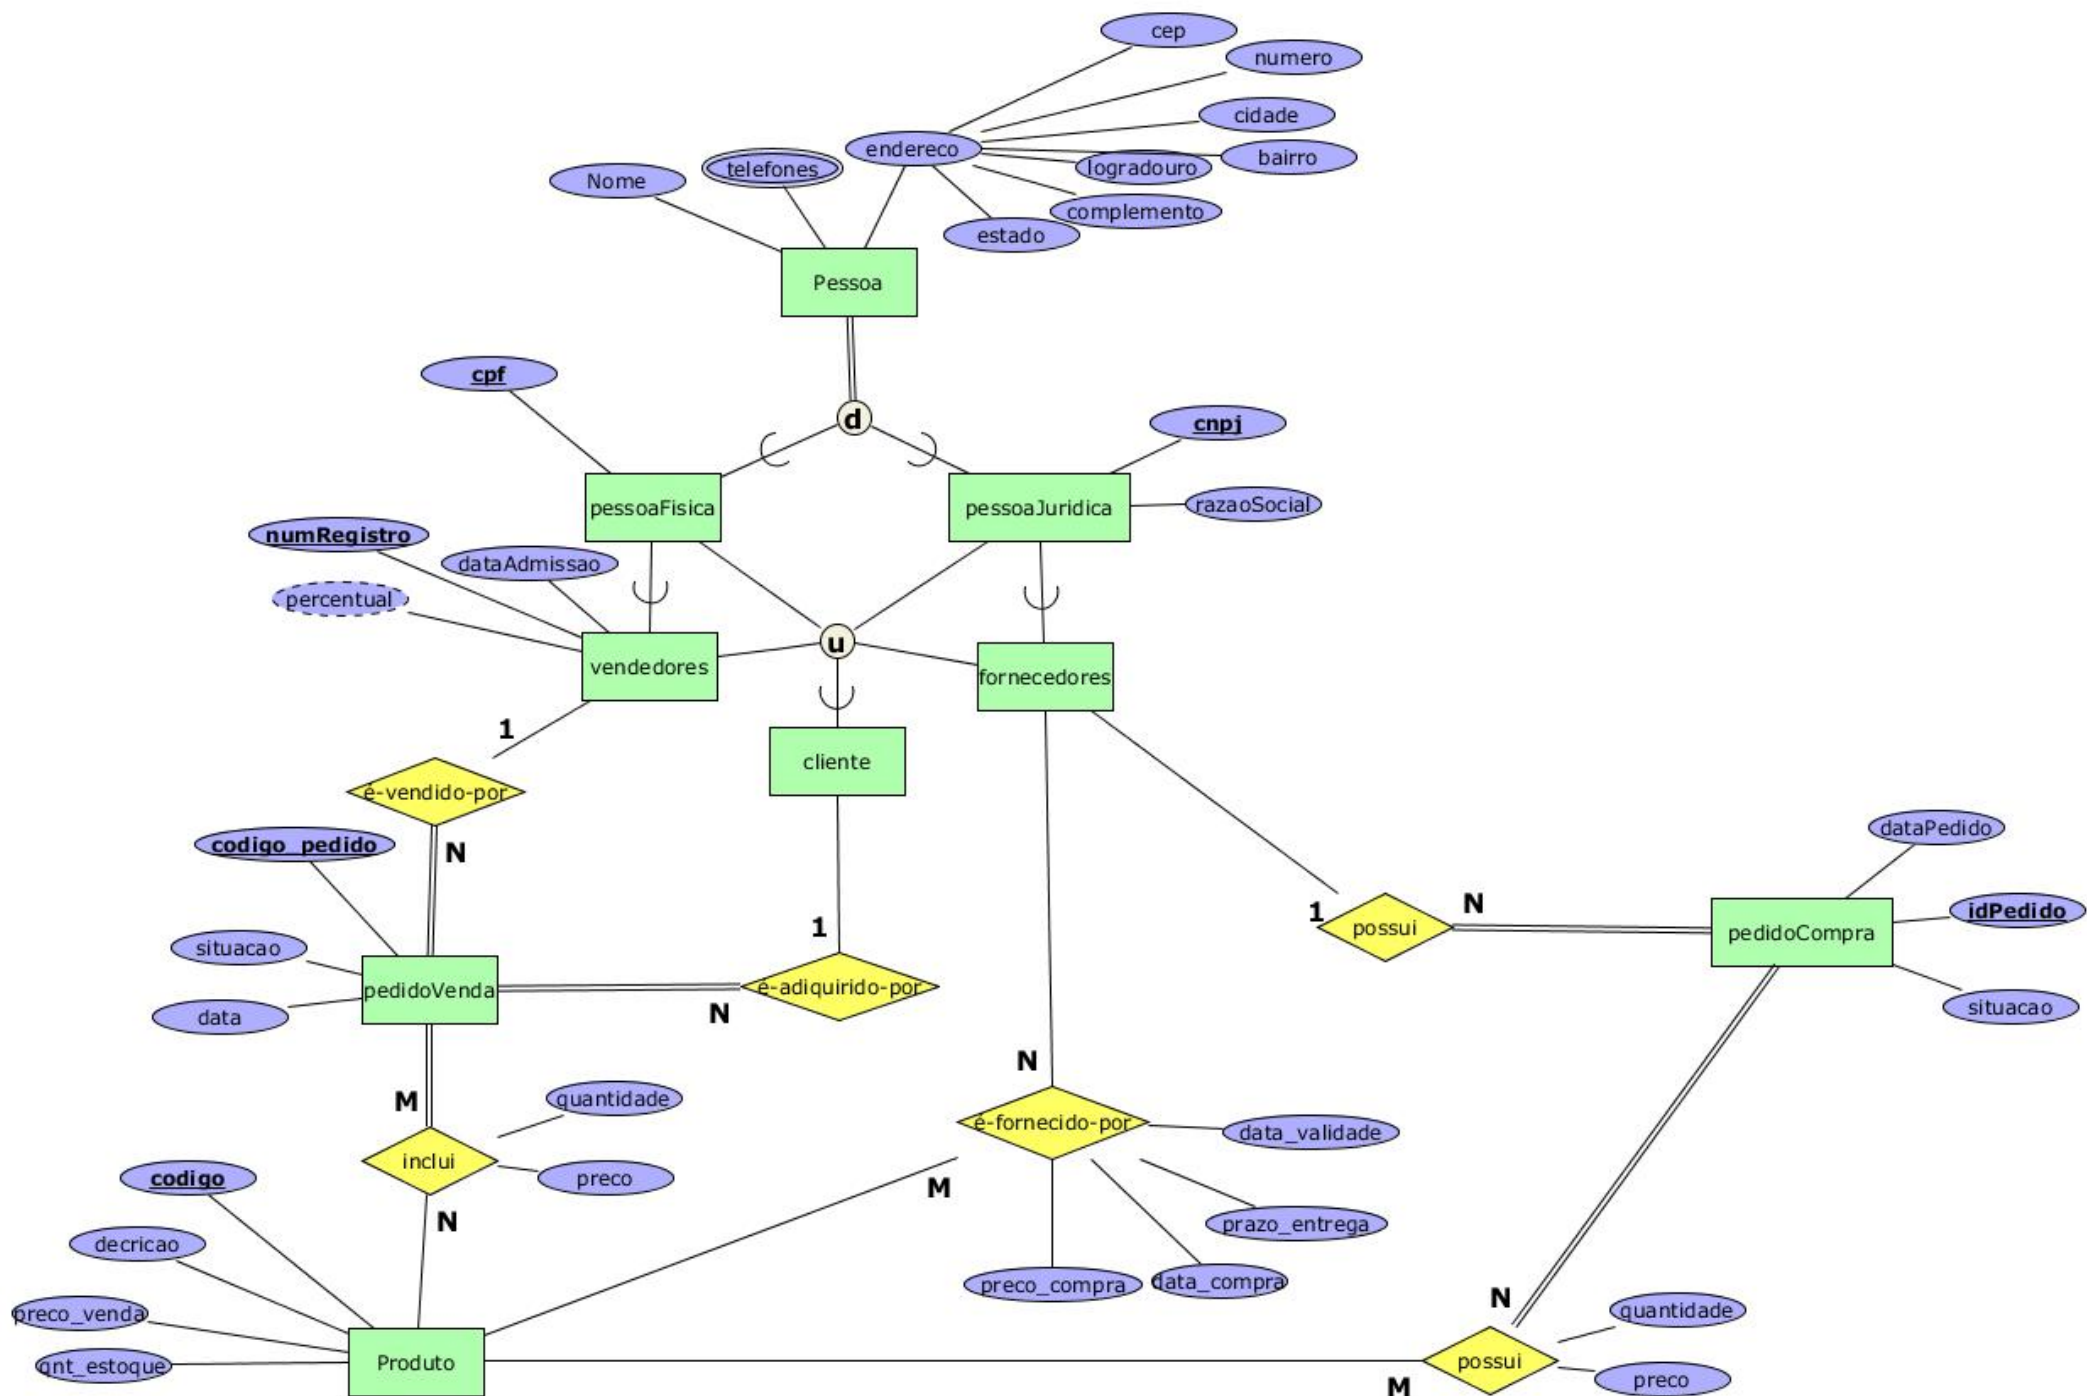 cep
numero
cidade
endereco
bairro
logradouro
telefones
Nome
complemento
estado
Pessoa
cpf
d
cnpj
razaoSocial
pessoaFisica
pessoaJuridica
numRegistro
dataAdmissao
percentual
u
vendedores
fornecedores
1
cliente
é-vendido-por
dataPedido
codigo_pedido
N
1
N
idPedido
1
possui
pedidoCompra
situacao
pedidoVenda
é-adiquirido-por
situacao
data
N
N
M
quantidade
é-fornecido-por
data_validade
inclui
codigo
preco
M
N
prazo_entrega
decricao
preco_compra
data_compra
N
quantidade
preco_venda
qnt_estoque
Produto
possui
preco
M